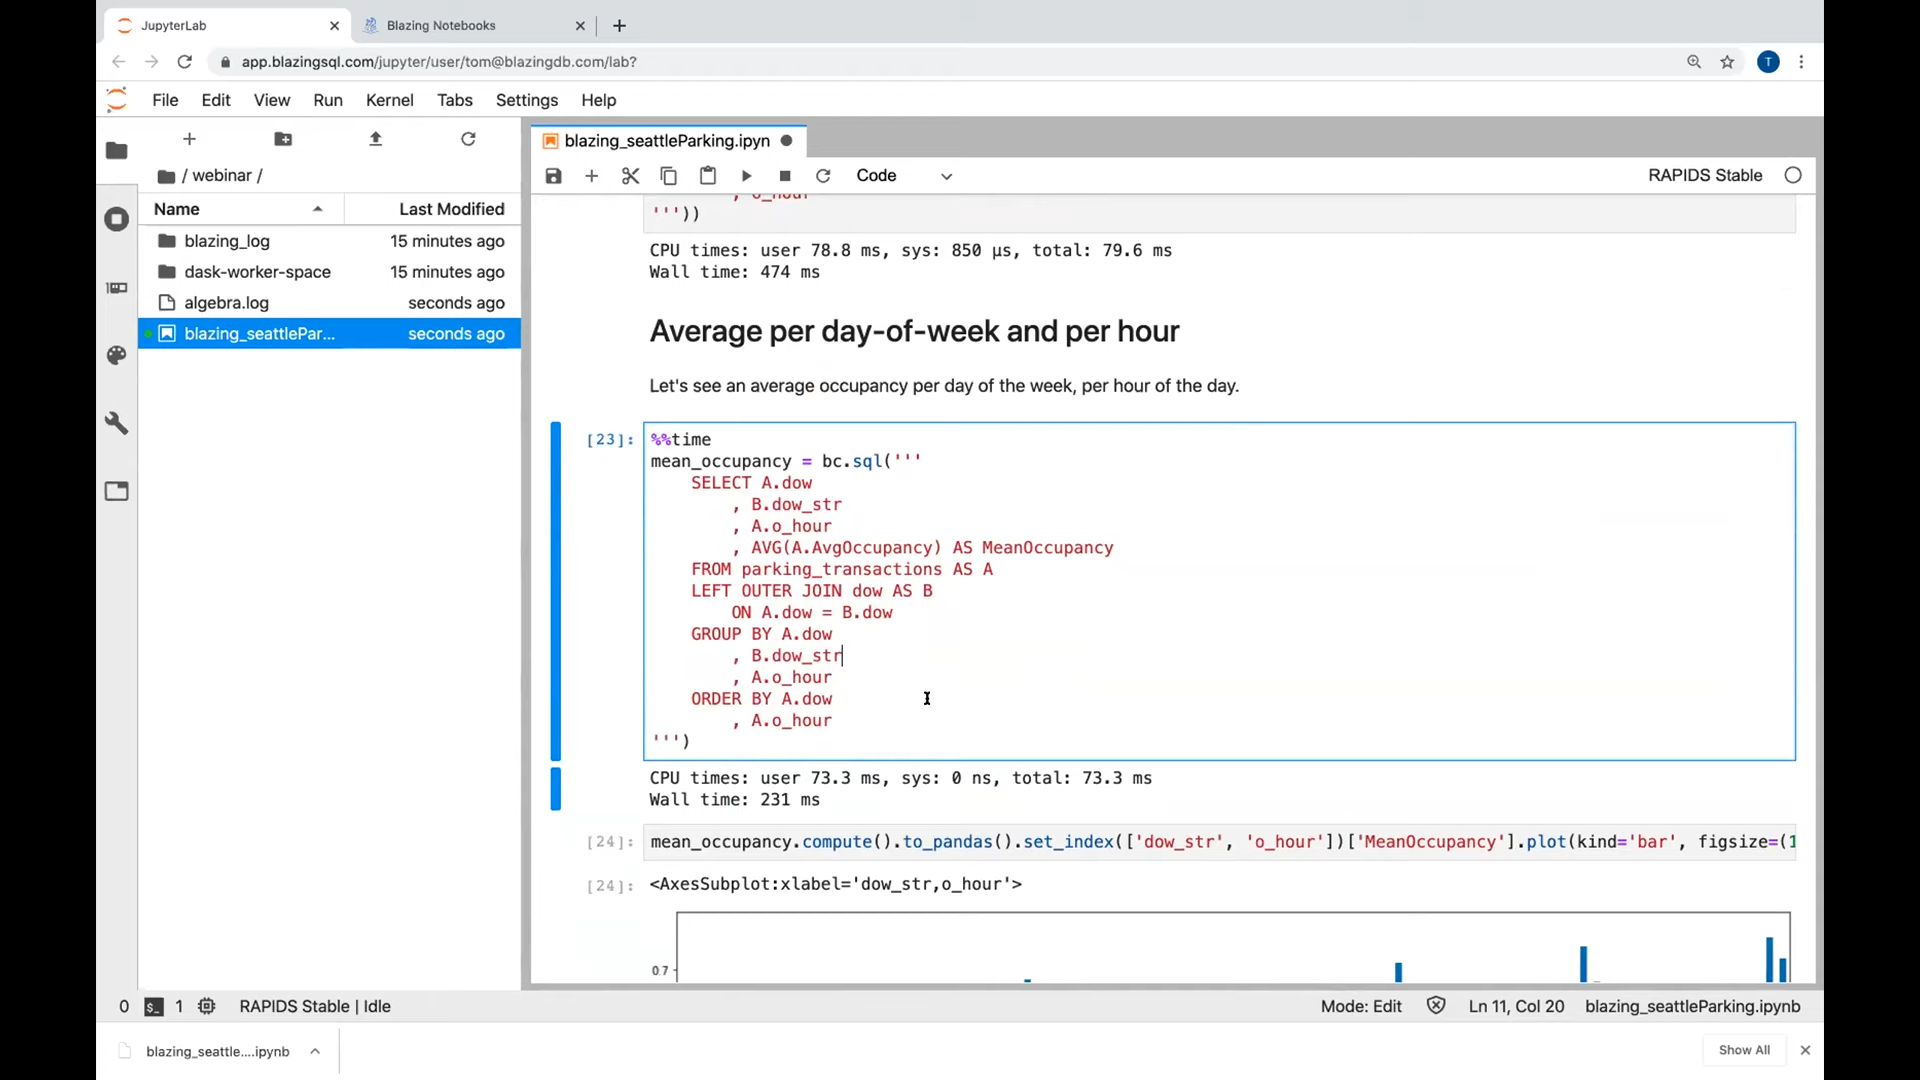 JupyterLab
Blazing Notebooks
app.blazingsql.com/jupyter/user/tom@blazingdb.com/lab?
T
File Edit View Run Kernel Tabs Settings Help
/ webinar /
Name Last Modified
blazing_log 15 minutes ago
dask-worker-space 15 minutes ago
algebra.log seconds ago
blazing_seattlePar... seconds ago
blazing_seattleParking.ipyn
Code
RAPIDS Stable
, o_hour
'''))
CPU times: user 78.8 ms, sys: 850 µs, total: 79.6 ms
Wall time: 474 ms
Average per day-of-week and per hour
Let's see an average occupancy per day of the week, per hour of the day.
[23]: %%time
mean_occupancy = bc.sql('''
SELECT A.dow
, B.dow_str
, A.o_hour
, AVG(A.AvgOccupancy) AS MeanOccupancy
FROM parking_transactions AS A
LEFT OUTER JOIN dow AS B
ON A.dow = B.dow
GROUP BY A.dow
, B.dow_str
, A.o_hour
ORDER BY A.dow
, A.o_hour
''')
CPU times: user 73.3 ms, sys: 0 ns, total: 73.3 ms
Wall time: 231 ms
[24]: mean_occupancy.compute().to_pandas().set_index(['dow_str', 'o_hour'])['MeanOccupancy'].plot(kind='bar', figsize=(1
[24]: <AxesSubplot:xlabel='dow_str,o_hour'>
0.7
0 $_ 1 RAPIDS Stable | Idle
Mode: Edit Ln 11, Col 20 blazing_seattleParking.ipynb
blazing_seattle....ipynb
Show All